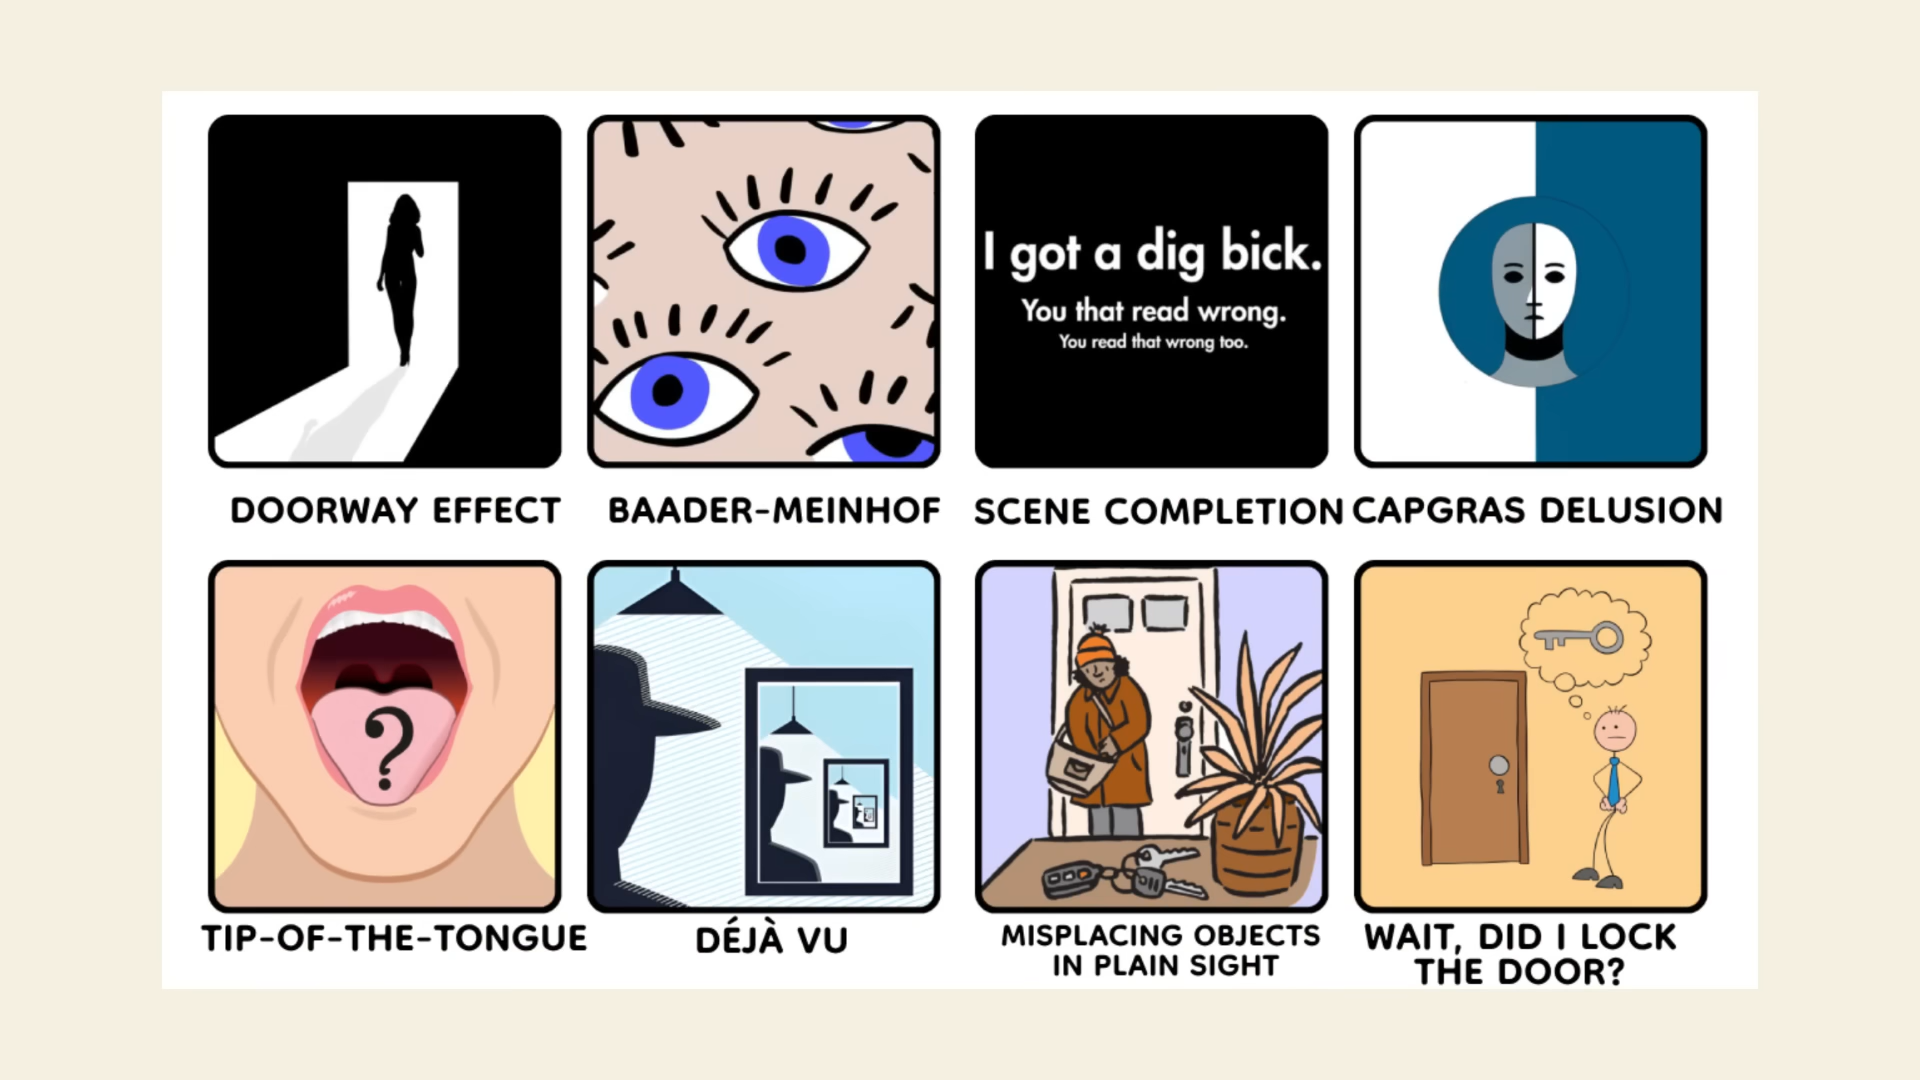 I got a dig bick.
You that read wrong.
You read that wrong too.
DOORWAY EFFECT
BAADER-MEINHOF
SCENE COMPLETION
CAPGRAS DELUSION
?
TIP-OF-THE-TONGUE
DÉJÀ VU
MISPLACING OBJECTS
IN PLAIN SIGHT
WAIT, DID I LOCK
THE DOOR?